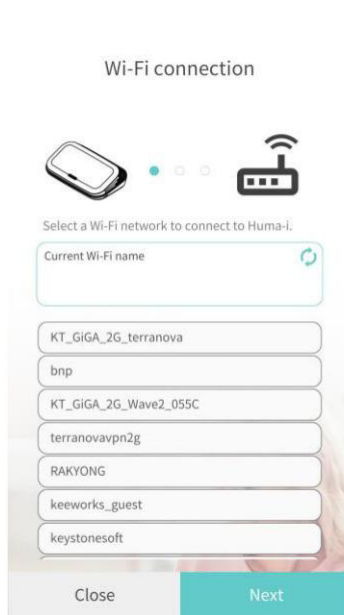 Wi-Fi connection
Select a Wi-Fi network to connect to Huma-i.
Current Wi-Fi name
KT_GiGA_2G_terranova
bnp
KT_GiGA_2G_Wave2_055C
terranovavpn2g
RAKYONG
keeworks_guest
keystonesoft
Close
Next